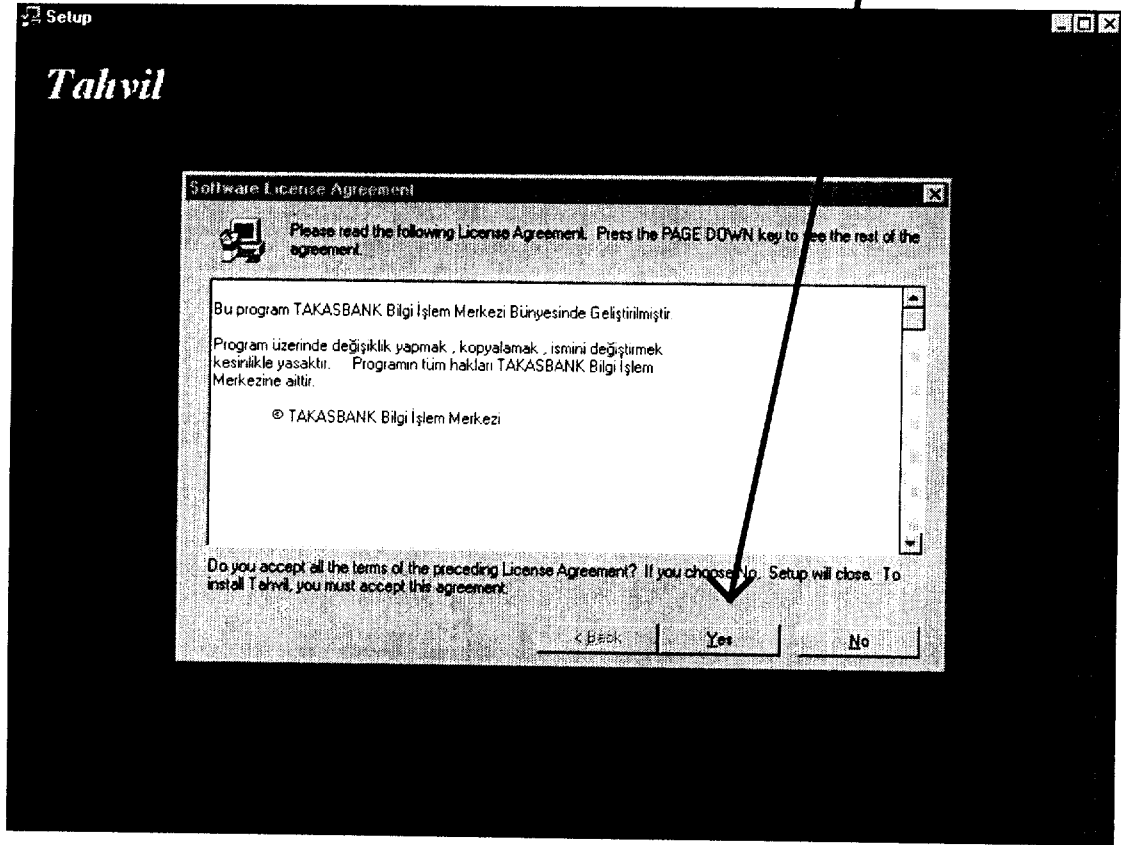 Setup
Tahvil
Software License Agreement
Please read the following License Agreement. Press the PAGE DOWN key to see the rest of the
agreement.
Bu program TAKASBANK Bilgi İşlem Merkezi Bünyesinde Geliştirilmiştir.
Program üzerinde değişiklik yapmak , kopyalamak , ismini değiştirmek
kesinlikle yasaktır. Programın tüm hakları TAKASBANK Bilgi İşlem
Merkezine aittir.
© TAKASBANK Bilgi İşlem Merkezi
Do you accept all the terms of the preceding License Agreement? If you choose No, Setup will close. To
install Tahvil, you must accept this agreement.
< Back Yes No